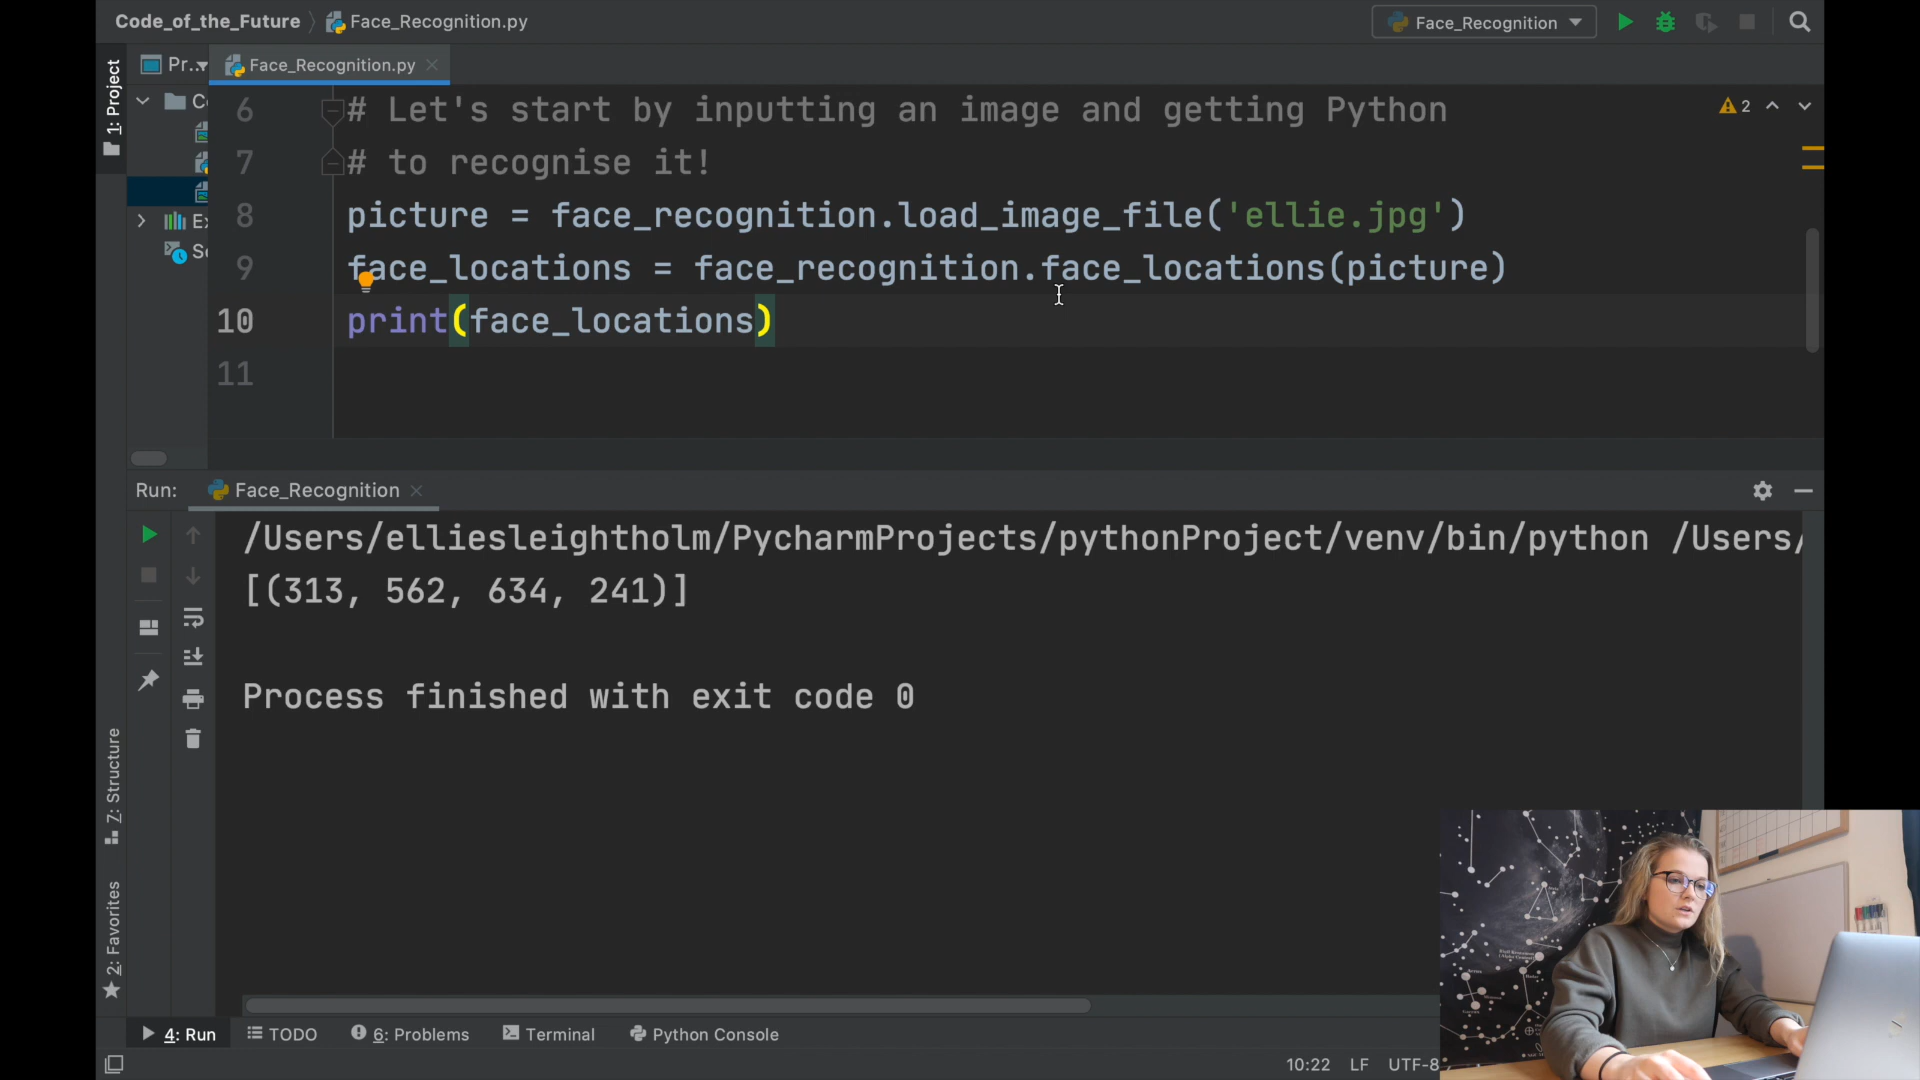 Code_of_the_Future
Face_Recognition.py
Face_Recognition
1: Project
Pr...
Face_Recognition.py
6 # Let's start by inputting an image and getting Python
7 # to recognise it!
8 picture = face_recognition.load_image_file('ellie.jpg')
9 face_locations = face_recognition.face_locations(picture)
10 print(face_locations)
11
2
Run:
Face_Recognition
/Users/elliesleightholm/PycharmProjects/pythonProject/venv/bin/python /Users/
[(313, 562, 634, 241)]
Process finished with exit code 0
7: Structure
2: Favorites
4: Run
TODO
6: Problems
Terminal
Python Console
10:22
LF
UTF-8